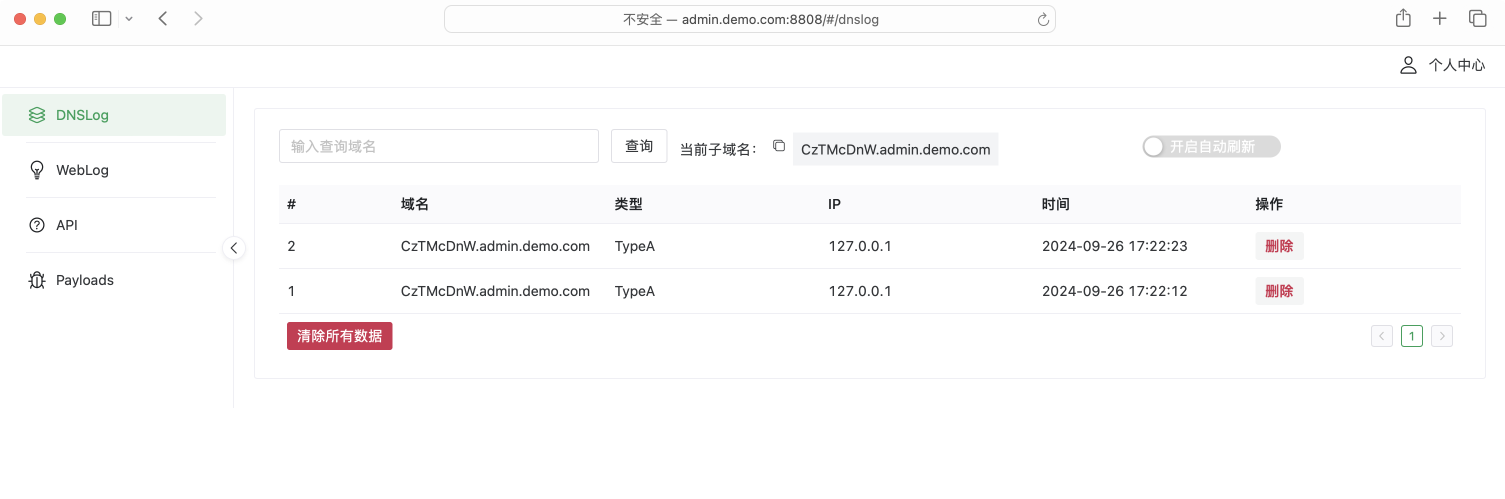 不安全 — admin.demo.com:8808/#/dnslog
个人中心
DNSLog
WebLog
API
Payloads
输入查询域名 查询 当前子域名： CzTMcDnW.admin.demo.com 开启自动刷新
# 域名 类型 IP 时间 操作
2 CzTMcDnW.admin.demo.com TypeA 127.0.0.1 2024-09-26 17:22:23 删除
1 CzTMcDnW.admin.demo.com TypeA 127.0.0.1 2024-09-26 17:22:12 删除
清除所有数据 1